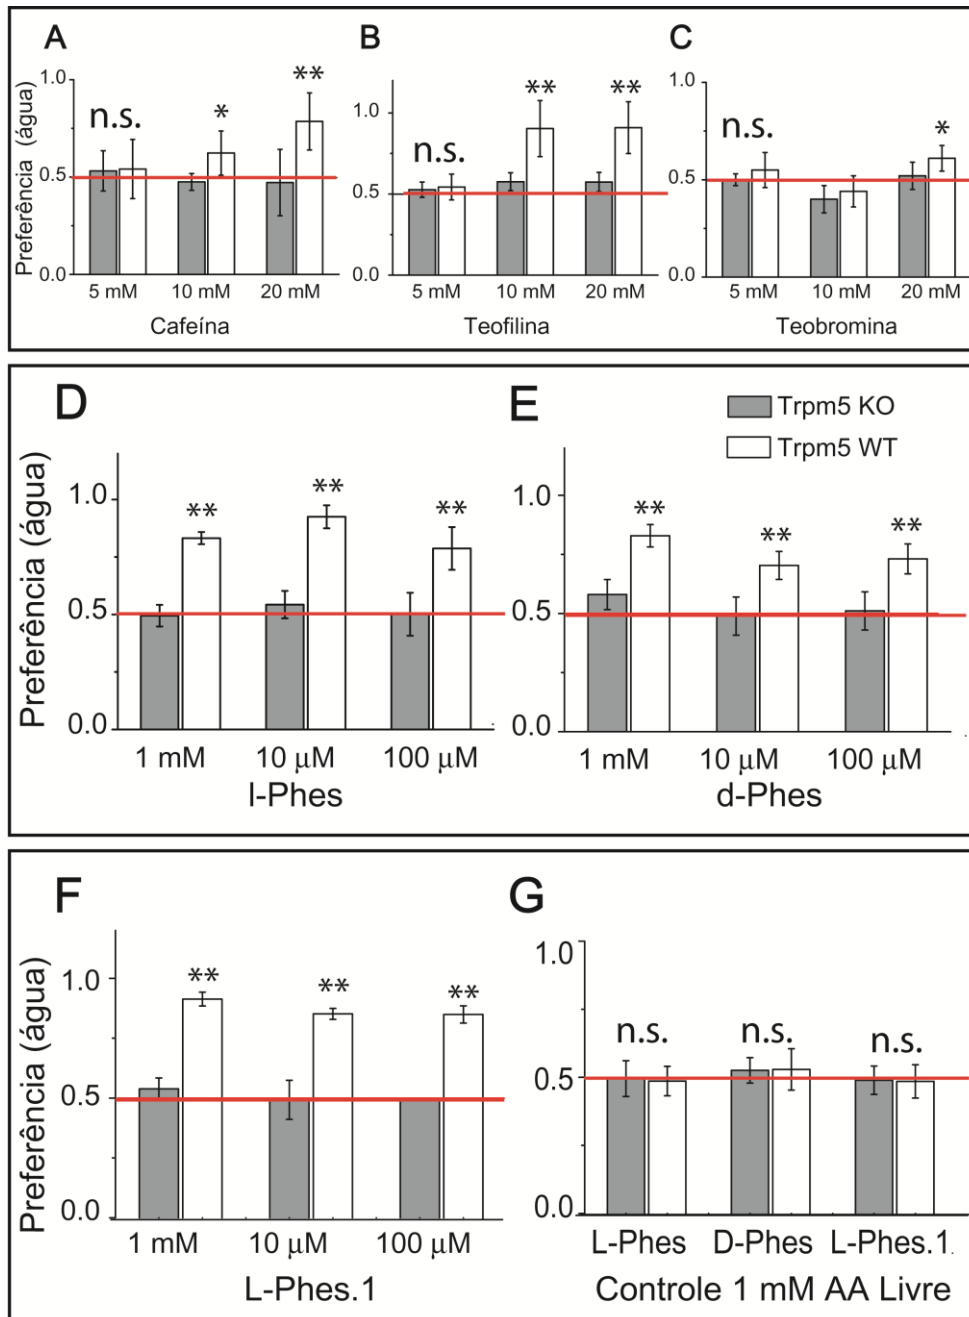 A
B
C
Preferência (água)
1.0
0.5
0.0
n.s.
*
**
5 mM
10 mM
20 mM
Cafeína
1.0
0.5
0.0
n.s.
**
**
5 mM
10 mM
20 mM
Teofilina
1.0
0.5
0.0
n.s.
*
5 mM
10 mM
20 mM
Teobromina
D
E
Trpm5 KO
Trpm5 WT
Preferência (água)
1.0
0.5
0.0
**
**
**
1 mM
10 μM
100 μM
l-Phes
1.0
0.5
0.0
**
**
**
1 mM
10 μM
100 μM
d-Phes
F
G
Preferência (água)
1.0
0.5
0.0
**
**
**
1 mM
10 μM
100 μM
L-Phes.1
1.0
0.5
0.0
n.s.
n.s.
n.s.
L-Phes
D-Phes
L-Phes.1
Controle 1 mM AA Livre